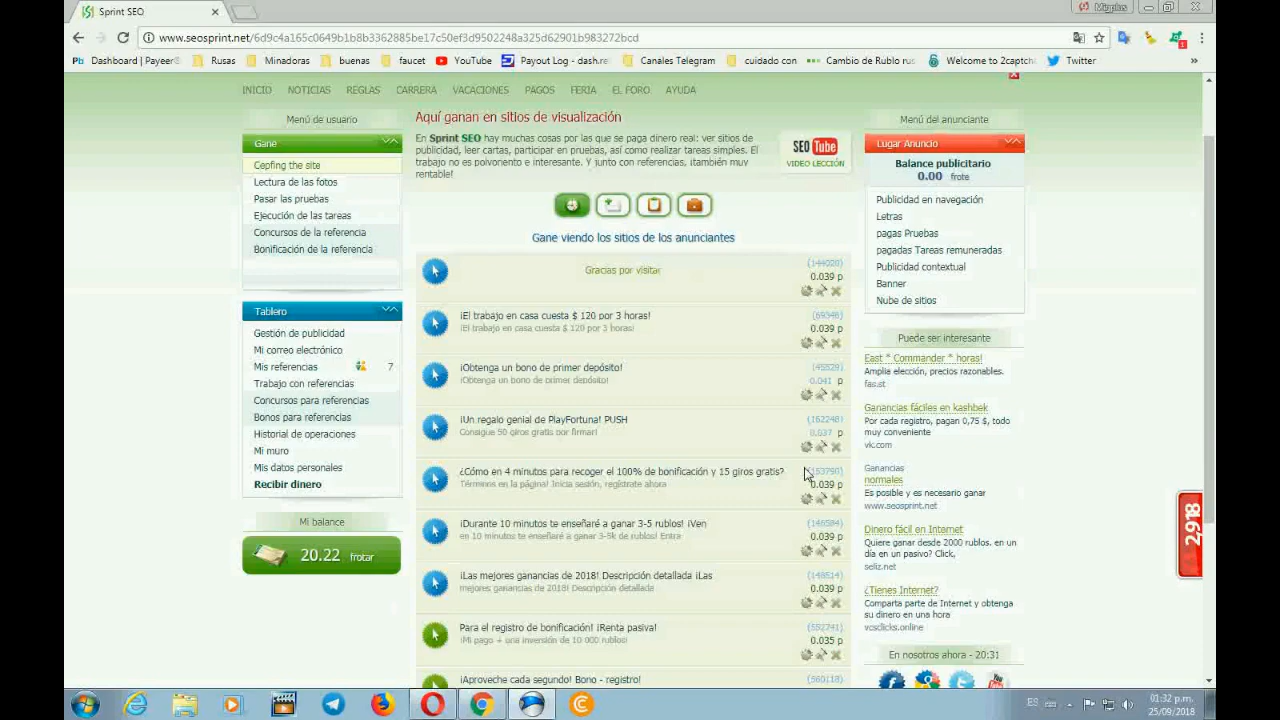 Sprint SEO
Migplus
www.seosprint.net/6d9c4a165c0649b1b8b3362885be17c50ef3d9502248a325d62901b983272bcd
Dashboard | Payeer®
Rusas
Minadoras
buenas
faucet
YouTube
Payout Log - dash.re
Canales Telegram
cuidado con
Cambio de Rublo rus
Welcome to 2captch
Twitter
»
INICIO NOTICIAS REGLAS CARRERA VACACIONES PAGOS FERIA EL FORO AYUDA
Menú de usuario
Gane
Cepfing the site
Lectura de las fotos
Pasar las pruebas
Ejecución de las tareas
Concursos de la referencia
Bonificación de la referencia
Tablero
Gestión de publicidad
Mi correo electrónico
Mis referencias 7
Trabajo con referencias
Concursos para referencias
Bonos para referencias
Historial de operaciones
Mi muro
Mis datos personales
Recibir dinero
Mi balance
20.22 frotar
Aquí ganan en sitios de visualización
En Sprint SEO hay muchas cosas por las que se paga dinero real: ver sitios de
publicidad, leer cartas, participar en pruebas, así como realizar tareas simples. El
trabajo no es polvoriento e interesante. Y junto con referencias, ¡también muy
rentable!
SEO Tube
VIDEO LECCIÓN
Gane viendo los sitios de los anunciantes
Gracias por visitar
0.039 p
¡El trabajo en casa cuesta $ 120 por 3 horas!
(69346)
¡El trabajo en casa cuesta $ 120 por 3 horas!
0.039 p
¡Obtenga un bono de primer depósito!
(45529)
¡Obtenga un bono de primer depósito!
0.041 p
¡Un regalo genial de PlayFortuna! PUSH
(162248)
Consigue 50 giros gratis por firmar!
0.037 p
¿Cómo en 4 minutos para recoger el 100% de bonificación y 15 giros gratis?
(153790)
Términos en la página! Inicia sesión, regístrate ahora
0.039 p
¡Durante 10 minutos te enseñaré a ganar 3-5 rublos! ¡Ven
(146584)
en 10 minutos te enseñaré a ganar 3-5k de rublos! Entra
0.039 p
¡Las mejores ganancias de 2018! Descripción detallada ¡Las
(148514)
mejores ganancias de 2018! Descripción detallada
0.039 p
Para el registro de bonificación! ¡Renta pasiva!
(552741)
¡Mi pago + una inversión de 10 000 rublos!
0.035 p
¡Aproveche cada segundo! Bono - registro!
(560118)
Menú del anunciante
Lugar Anuncio
Balance publicitario
0.00 frote
Publicidad en navegación
Letras
pagas Pruebas
pagadas Tareas remuneradas
Publicidad contextual
Banner
Nube de sitios
Puede ser interesante
East * Commander * horas!
Amplia elección, precios razonables.
fas.st
Ganancias fáciles en kashbek
Por cada registro, pagan 0,75 $, todo
muy conveniente
vk.com
Ganancias
normales
Es posible y es necesario ganar
www.seosprint.net
Dinero fácil en Internet
Quiere ganar desde 2000 rublos. en un
día en un pasivo? Click,
seliz.net
¿Tienes Internet?
Comparta parte de Internet y obtenga
su dinero en una hora
vcsclicks.online
En nosotros ahora - 20:31
2918
You
ES
01:32 p.m.
25/09/2018